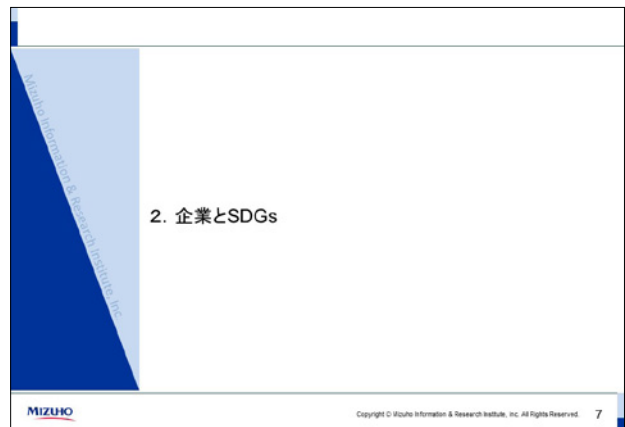 Mizuho Information & Research Institute, Inc.
2. 企業とSDGs
MIZUHO
Copyright © Mizuho Information & Research Institute, Inc. All Rights Reserved.
7